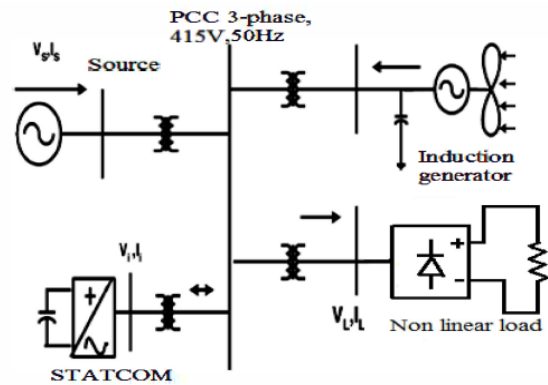 PCC 3-phase,
415V,50Hz
Vs,Is
Source
Induction
generator
Vi,Ii
VL,IL
+
−
Non linear load
+
STATCOM